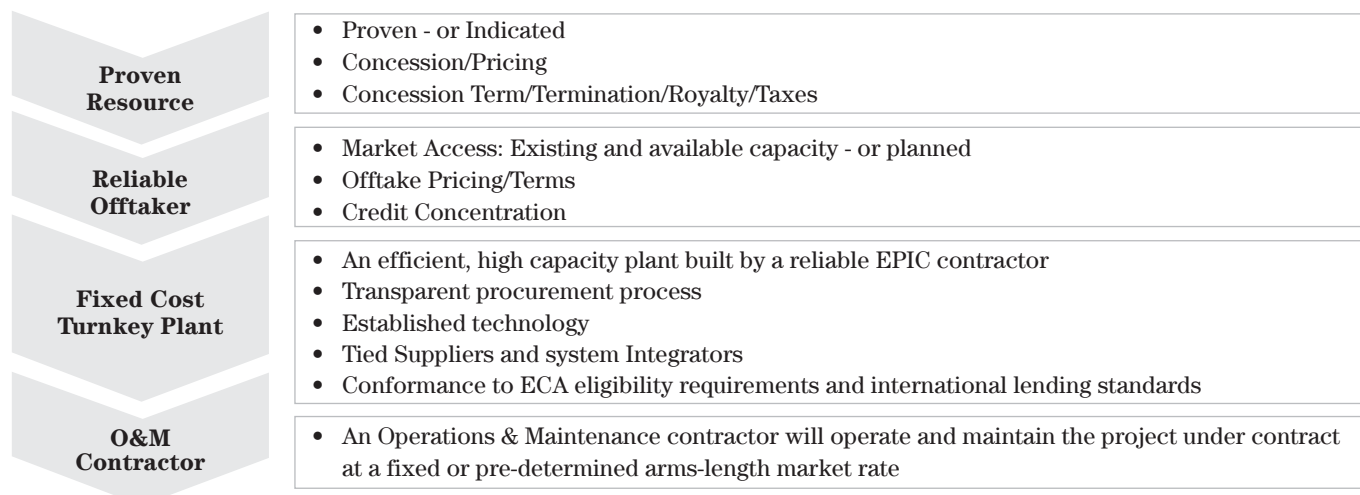 Proven
Resource
• Proven - or Indicated
• Concession/Pricing
• Concession Term/Termination/Royalty/Taxes
Reliable
Offtaker
• Market Access: Existing and available capacity - or planned
• Offtake Pricing/Terms
• Credit Concentration
Fixed Cost
Turnkey Plant
• An efficient, high capacity plant built by a reliable EPIC contractor
• Transparent procurement process
• Established technology
• Tied Suppliers and system Integrators
• Conformance to ECA eligibility requirements and international lending standards
O&M
Contractor
• An Operations & Maintenance contractor will operate and maintain the project under contract
at a fixed or pre-determined arms-length market rate